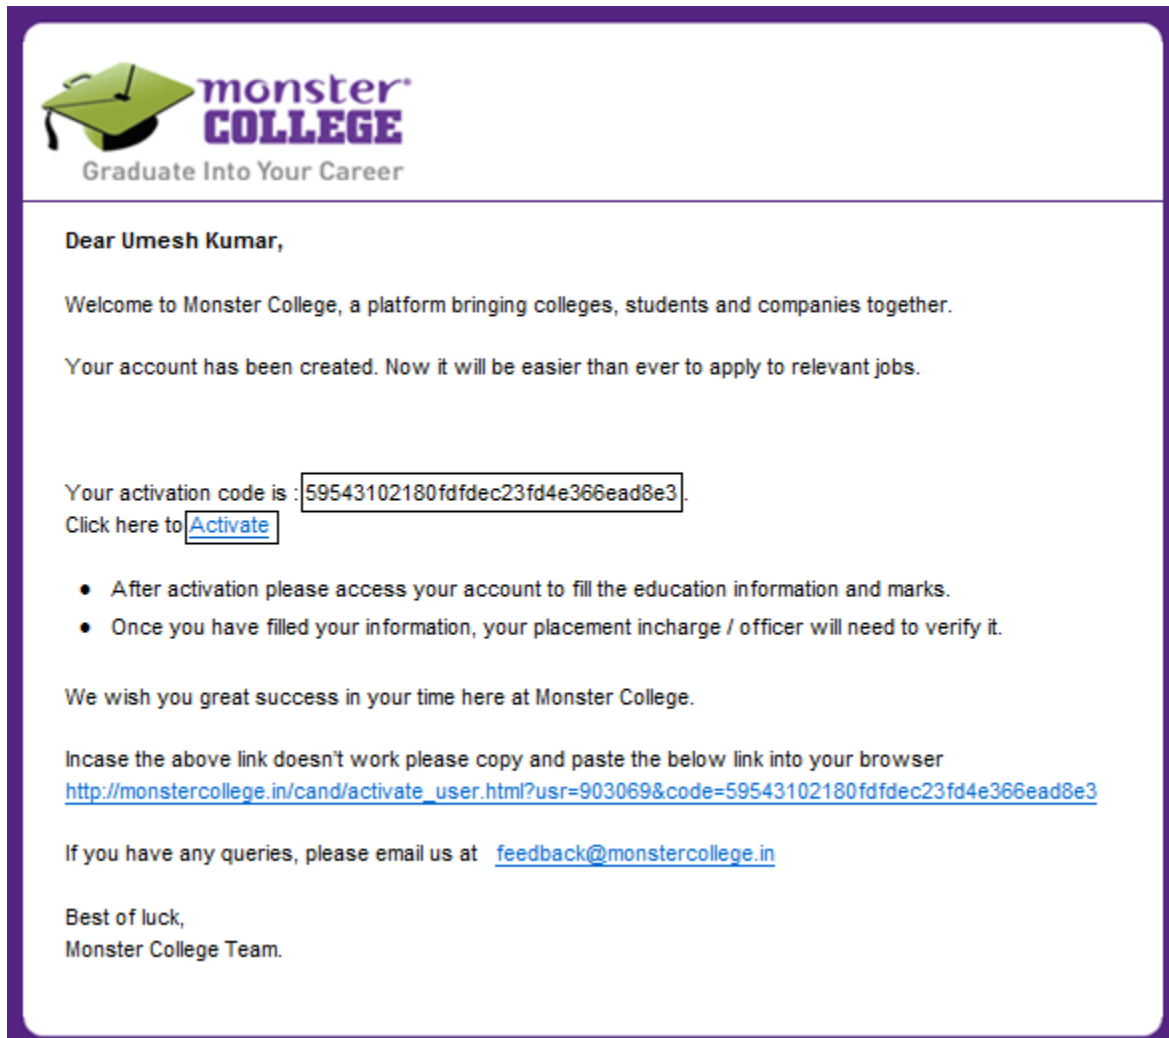 monster
COLLEGE
Graduate Into Your Career
Dear Umesh Kumar,
Welcome to Monster College, a platform bringing colleges, students and companies together.
Your account has been created. Now it will be easier than ever to apply to relevant jobs.
Your activation code is : 59543102180fdfdec23fd4e366ead8e3.
Click here to Activate
● After activation please access your account to fill the education information and marks.
● Once you have filled your information, your placement incharge / officer will need to verify it.
We wish you great success in your time here at Monster College.
Incase the above link doesn't work please copy and paste the below link into your browser
http://monstercollege.in/cand/activate_user.html?usr=903069&code=59543102180fdfdec23fd4e366ead8e3
If you have any queries, please email us at feedback@monstercollege.in
Best of luck,
Monster College Team.